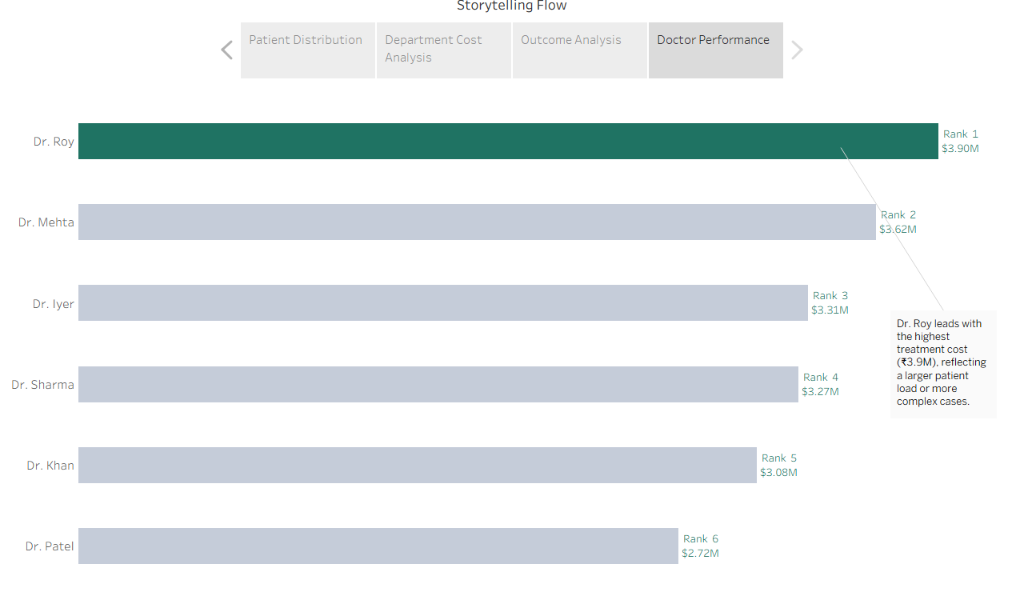 Storytelling Flow
Patient Distribution
Department Cost
Analysis
Outcome Analysis
Doctor Performance
Dr. Roy
Rank 1
$3.90M
Dr. Mehta
Rank 2
$3.62M
Dr. Iyer
Rank 3
$3.31M
Dr. Roy leads with
the highest
treatment cost
(₹3.9M), reflecting
a larger patient
load or more
complex cases.
Dr. Sharma
Rank 4
$3.27M
Dr. Khan
Rank 5
$3.08M
Dr. Patel
Rank 6
$2.72M